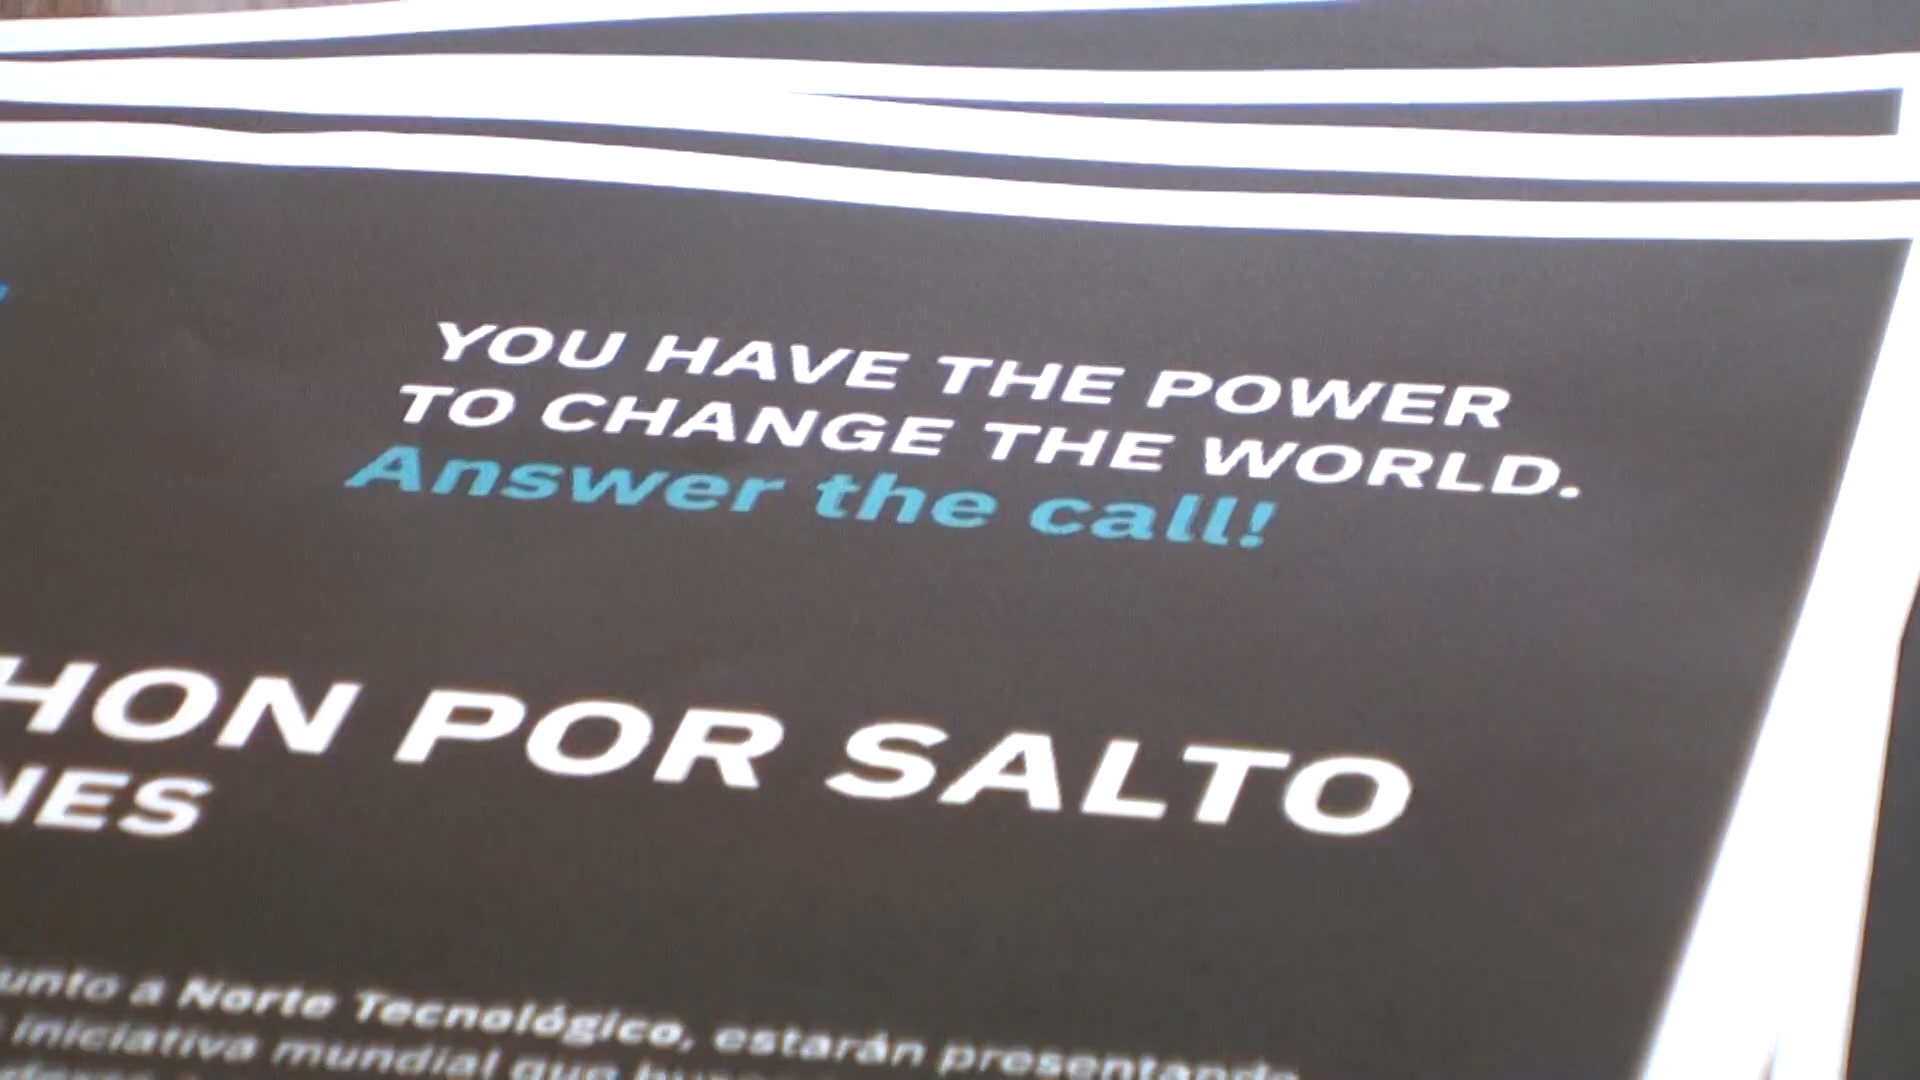 YOU HAVE THE POWER
TO CHANGE THE WORLD.
Answer the call!
HON POR SALTO
NES
unto a Norte Tecnológico, estarán presentando
iniciativa mundial que